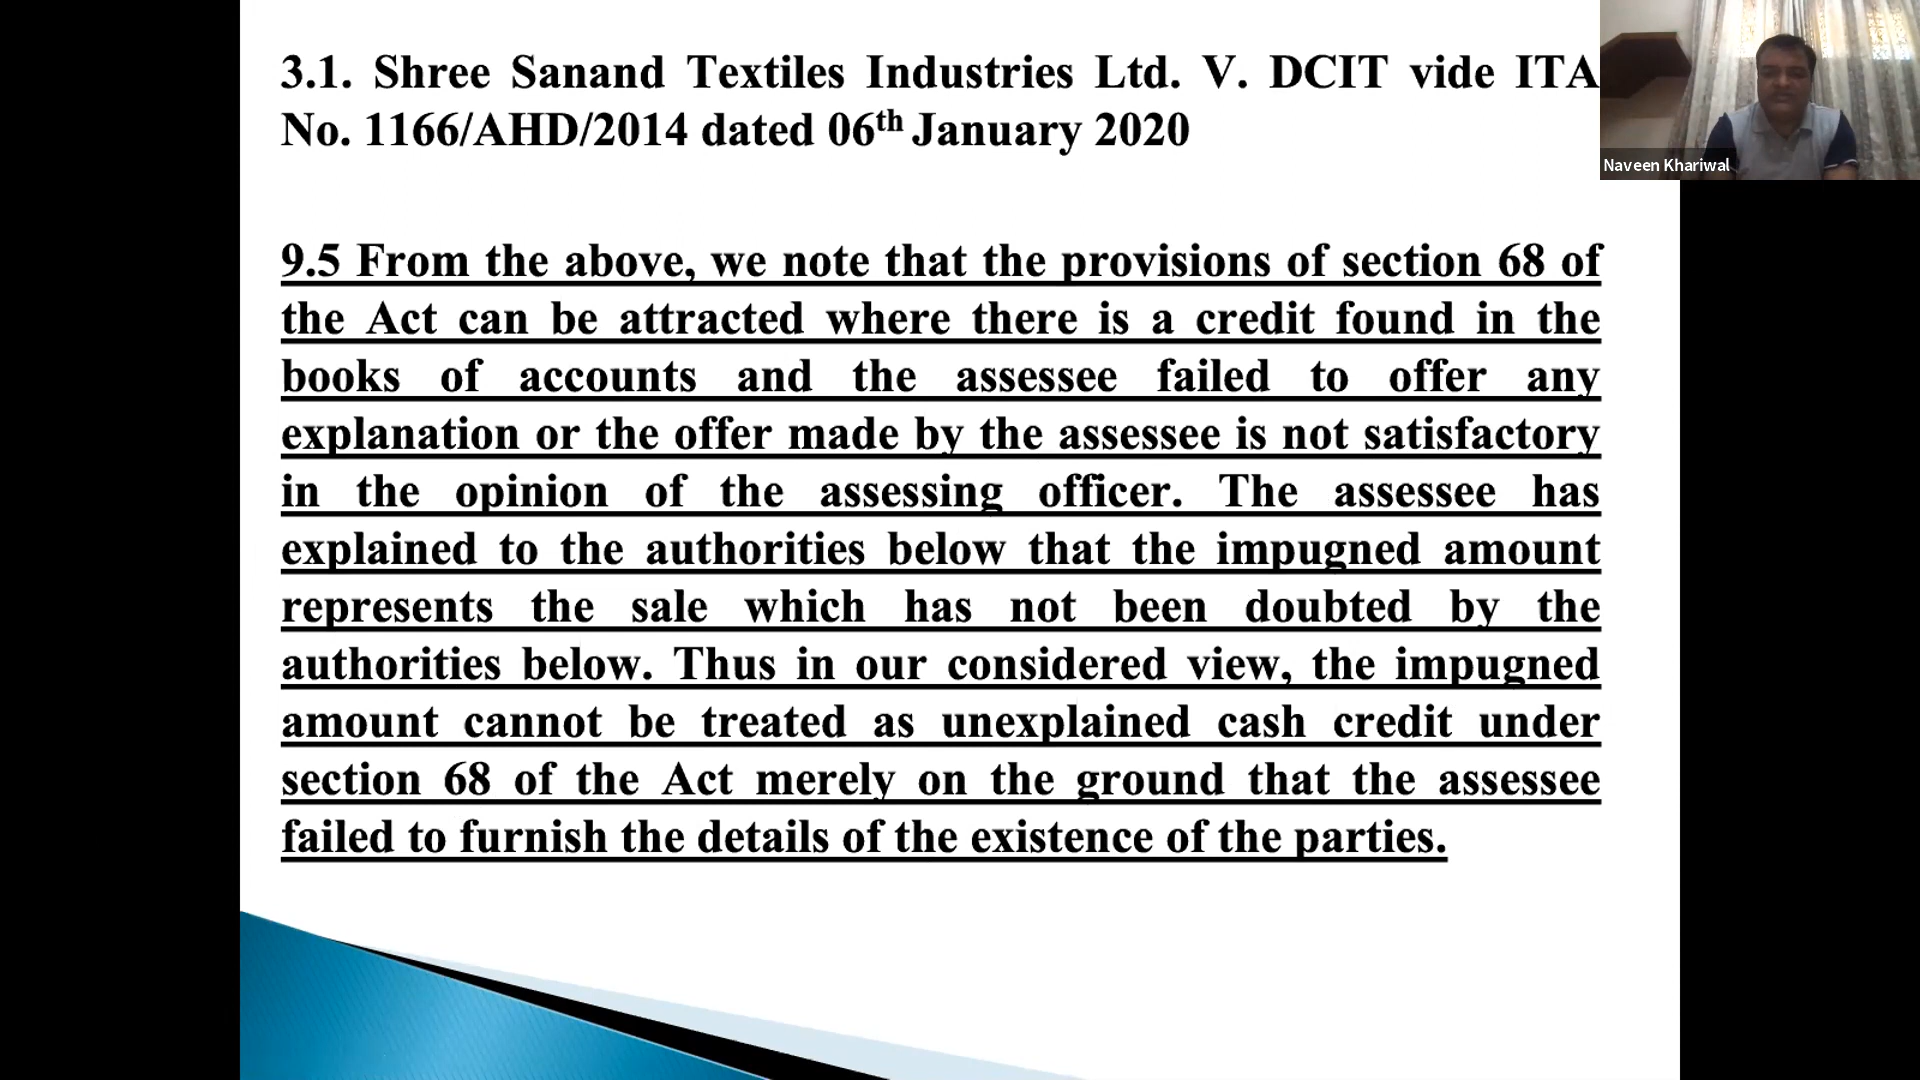 3.1. Shree Sanand Textiles Industries Ltd. V. DCIT vide ITA
No. 1166/AHD/2014 dated 06th January 2020
Naveen Khariwal
9.5 From the above, we note that the provisions of section 68 of
the Act can be attracted where there is a credit found in the
books of accounts and the assessee failed to offer any
explanation or the offer made by the assessee is not satisfactory
in the opinion of the assessing officer. The assessee has
explained to the authorities below that the impugned amount
represents the sale which has not been doubted by the
authorities below. Thus in our considered view, the impugned
amount cannot be treated as unexplained cash credit under
section 68 of the Act merely on the ground that the assessee
failed to furnish the details of the existence of the parties.